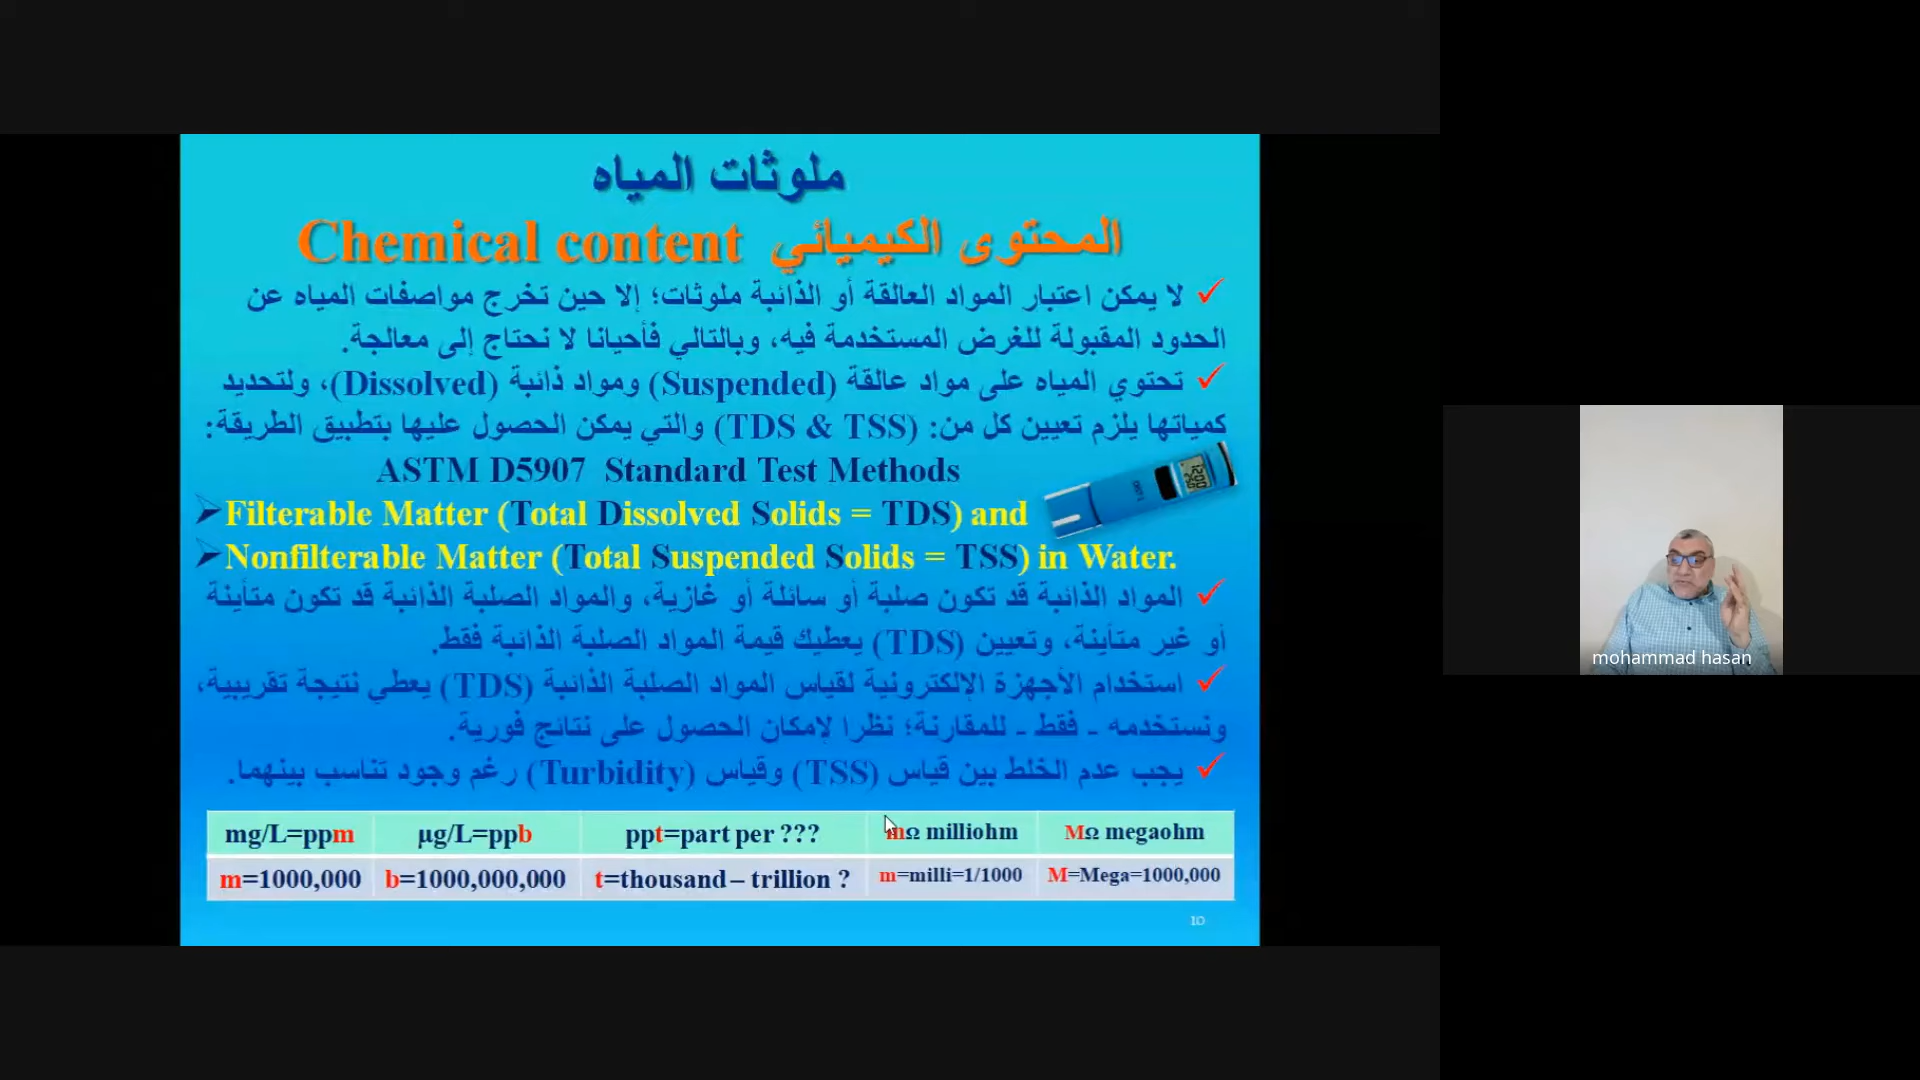 ملوثات المياه
المحتوى الكيميائي Chemical content
✓ لا يمكن اعتبار المواد العالقة أو الذائبة ملوثات؛ إلا حين تخرج مواصفات المياه عن
الحدود المقبولة للغرض المستخدمة فيه، وبالتالي فأحيانا لا نحتاج إلى معالجة.
✓ تحتوي المياه على مواد عالقة (Suspended) ومواد ذائبة (Dissolved)، ولتحديد
كمياتها يلزم تعيين كل من: (TDS & TSS) والتي يمكن الحصول عليها بتطبيق الطريقة:
ASTM D5907 Standard Test Methods
➢Filterable Matter (Total Dissolved Solids = TDS) and
➢Nonfilterable Matter (Total Suspended Solids = TSS) in Water.
✓ المواد الذائبة قد تكون صلبة أو سائلة أو غازية، والمواد الصلبة الذائبة قد تكون متأينة
أو غير متأينة، وتعيين (TDS) يعطيك قيمة المواد الصلبة الذائبة فقط.
✓ استخدام الأجهزة الإلكترونية لقياس المواد الصلبة الذائبة (TDS) يعطي نتيجة تقريبية،
ونستخدمه - فقط - للمقارنة؛ نظرا لإمكان الحصول على نتائج فورية.
✓ يجب عدم الخلط بين قياس (TSS) وقياس (Turbidity) رغم وجود تناسب بينهما.
mg/L=ppm µg/L=ppb ppt=part per ??? mΩ milliohm MΩ megaohm
m=1000,000 b=1000,000,000 t=thousand – trillion ? m=milli=1/1000 M=Mega=1000,000
10
mohammad hasan